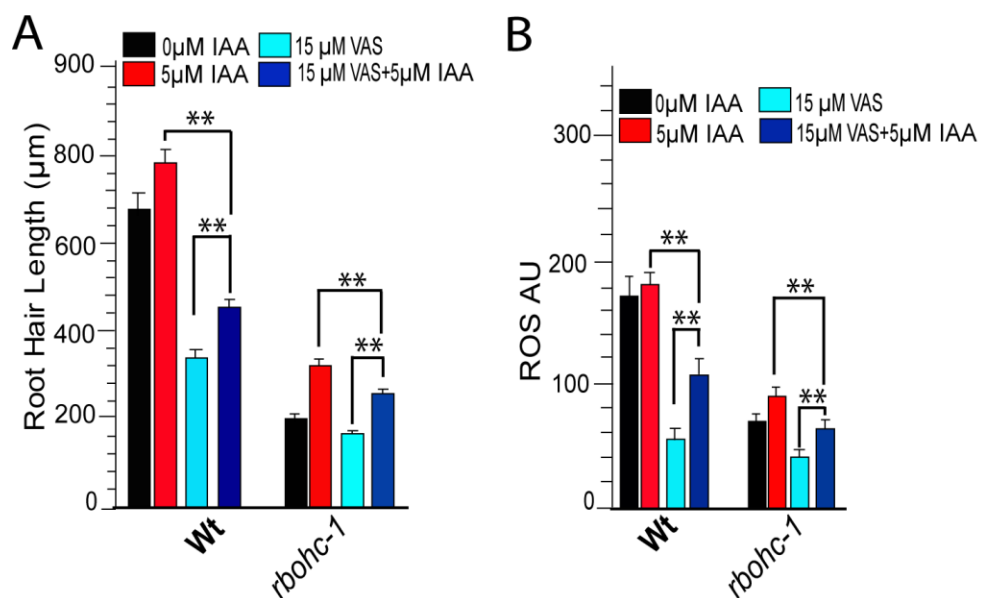 A
0µM IAA 15 µM VAS
5µM IAA 15 µM VAS+5µM IAA
Root Hair Length (µm)
900
800
600
400
200
0
**
**
**
**
Wt
rbohc-1
B
0µM IAA 15 µM VAS
5µM IAA 15µM VAS+5µM IAA
ROS AU
300
200
100
0
**
**
**
**
Wt
rbohc-1